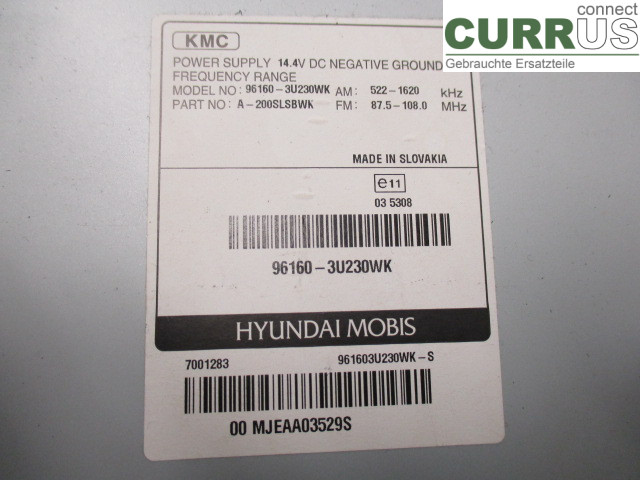 connect
CURRUS
Gebrauchte Ersatzteile
KMC
POWER SUPPLY 14.4V DC NEGATIVE GROUND
FREQUENCY RANGE
MODEL NO: 96160-3U230WK AM: 522-1620 kHz
PART NO: A-200SLSBWK FM: 87.5-108.0 MHz
MADE IN SLOVAKIA
e11
03 5308
96160-3U230WK
HYUNDAI MOBIS
7001283 961603U230WK-S
00 MJEAA03529S